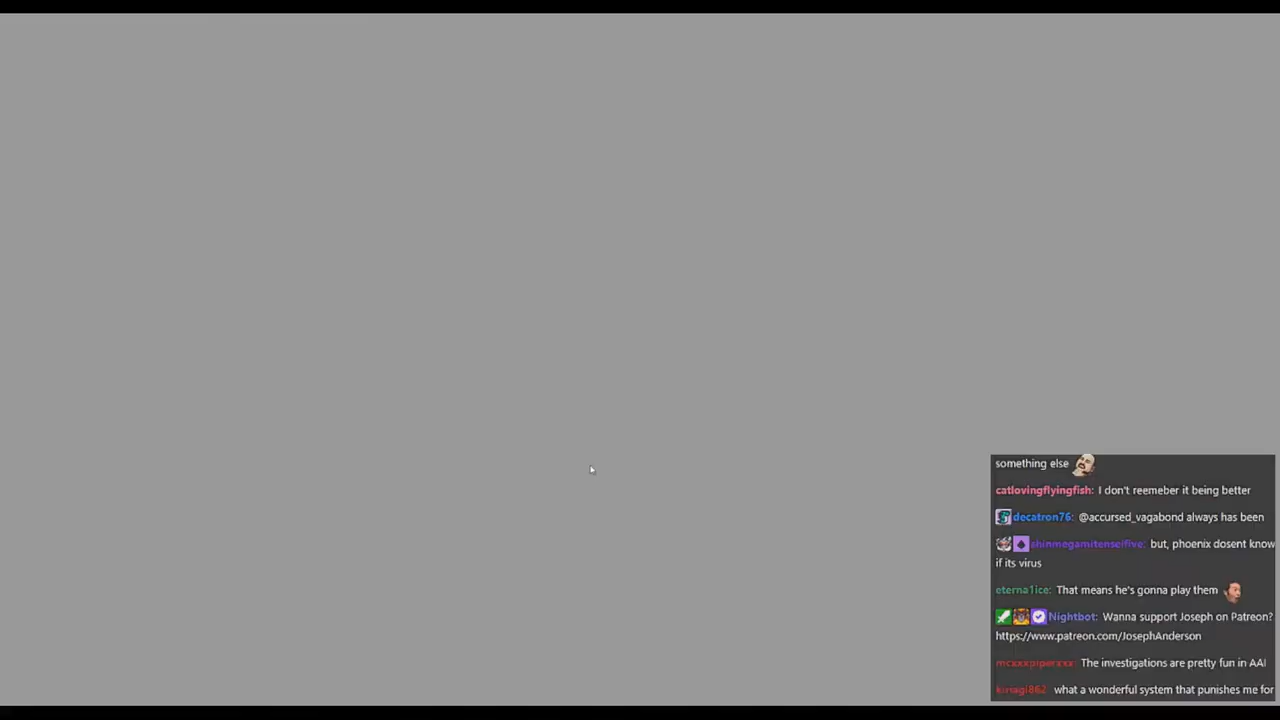 something else
catlovingflyingfish: I don't reemeber it being better
decatron76: @accursed_vagabond always has been
shinmegamitenseifive: but, phoenix dosent know
if its virus
eterna1ice: That means he's gonna play them
Nightbot: Wanna support Joseph on Patreon?
https://www.patreon.com/JosephAnderson
mcxxxpiperxxx: The investigations are pretty fun in AAI
kiriagi862: what a wonderful system that punishes me for